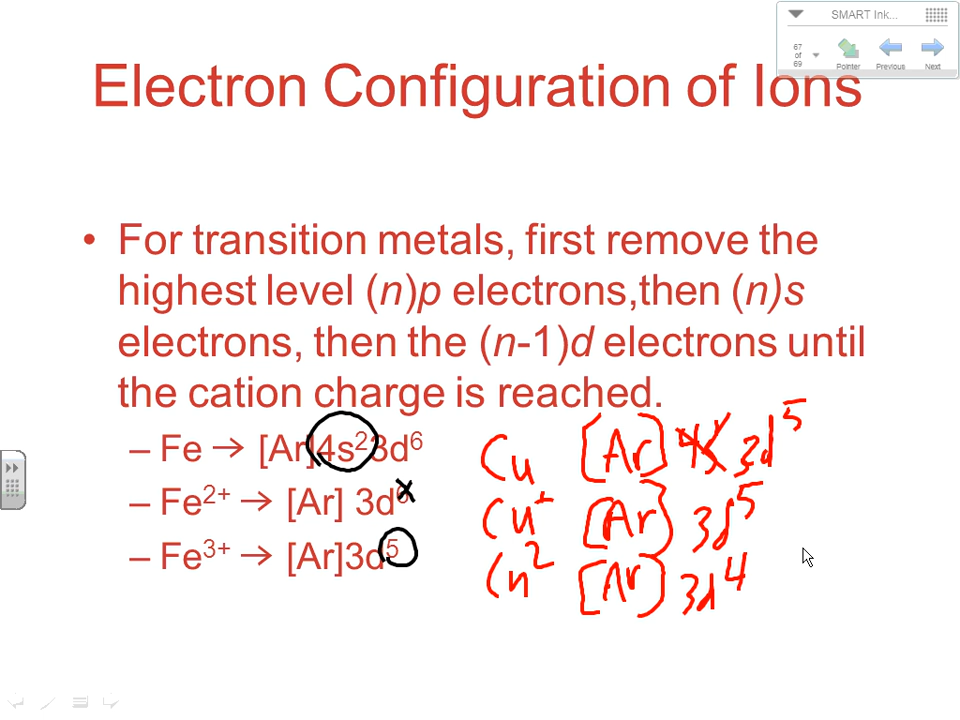 SMART Ink...
67 of 69
Pointer Previous Next
Electron Configuration of Ions
• For transition metals, first remove the
highest level (n)p electrons,then (n)s
electrons, then the (n-1)d electrons until
the cation charge is reached.
– Fe → [Ar]4s²3d⁶
– Fe²⁺ → [Ar] 3d⁶
– Fe³⁺ → [Ar]3d⁵
Cu [Ar] 3d⁵
Cu⁺ [Ar] 3d⁵
Cu² [Ar] 3d⁴